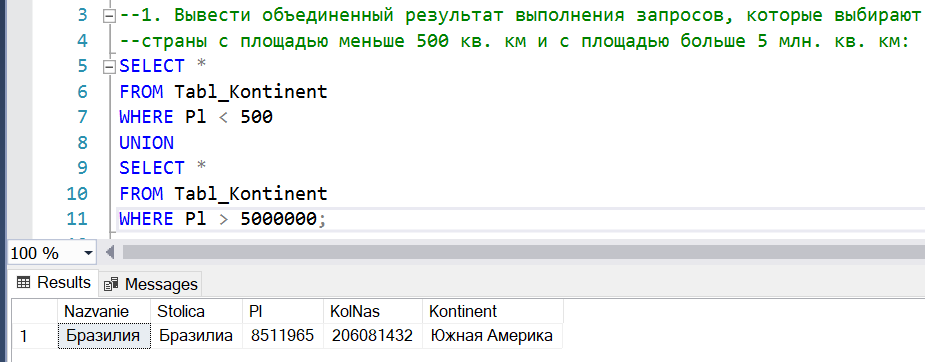 3 --1. Вывести объединенный результат выполнения запросов, которые выбирают
4 --страны с площадью меньше 500 кв. км и с площадью больше 5 млн. кв. км:
5 SELECT *
6 FROM Tabl_Kontinent
7 WHERE Pl < 500
8 UNION
9 SELECT *
10 FROM Tabl_Kontinent
11 WHERE Pl > 5000000;
100 %
Results Messages
Nazvanie Stolica Pl KolNas Kontinent
1 Бразилия Бразилиа 8511965 206081432 Южная Америка